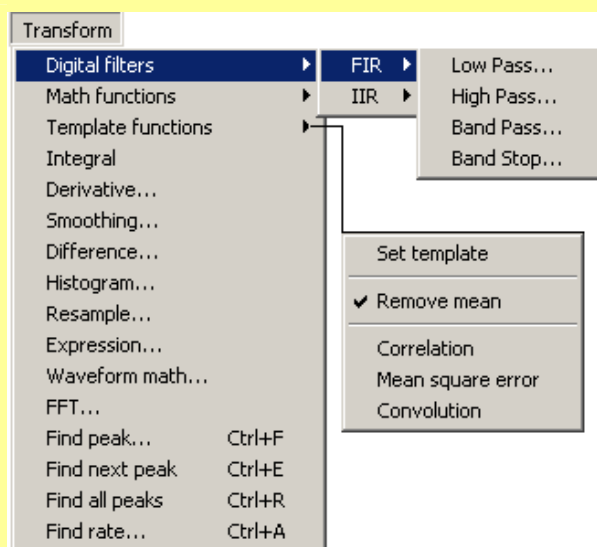 Transform
Digital filters
Math functions
Template functions
Integral
Derivative...
Smoothing...
Difference...
Histogram...
Resample...
Expression...
Waveform math...
FFT...
Find peak... Ctrl+F
Find next peak Ctrl+E
Find all peaks Ctrl+R
Find rate... Ctrl+A
FIR
IIR
Low Pass...
High Pass...
Band Pass...
Band Stop...
Set template
Remove mean
Correlation
Mean square error
Convolution